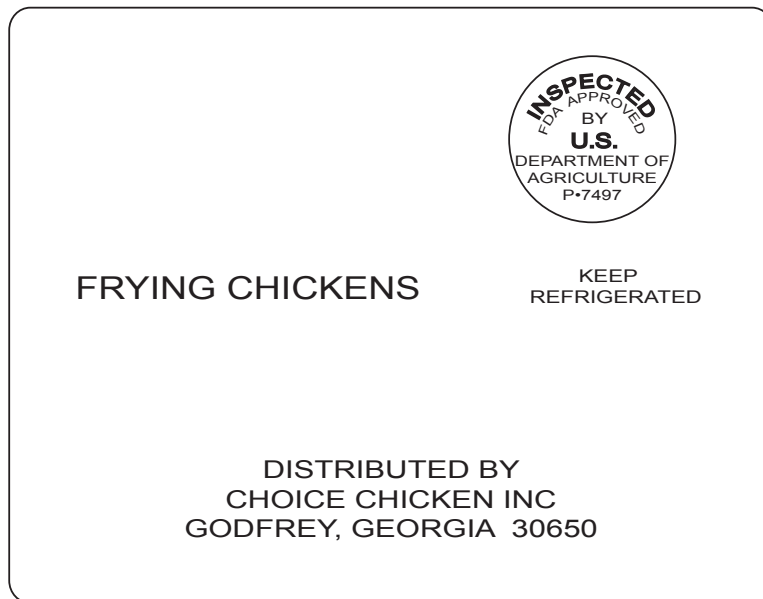 INSPECTED
FDA APPROVED
BY
U.S.
DEPARTMENT OF
AGRICULTURE
P•7497
FRYING CHICKENS
KEEP
REFRIGERATED
DISTRIBUTED BY
CHOICE CHICKEN INC
GODFREY, GEORGIA 30650